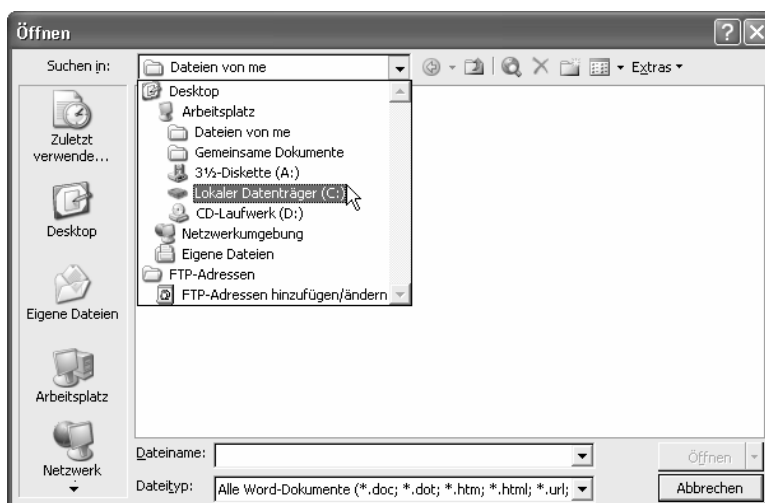 Öffnen
Suchen in: Dateien von me Extras
Desktop
Arbeitsplatz
Dateien von me
Gemeinsame Dokumente
3½-Diskette (A:)
Lokaler Datenträger (C:)
CD-Laufwerk (D:)
Netzwerkumgebung
Eigene Dateien
FTP-Adressen
FTP-Adressen hinzufügen/ändern
Zuletzt
verwende...
Desktop
Eigene Dateien
Arbeitsplatz
Netzwerk
Dateiname: Öffnen
Dateityp: Alle Word-Dokumente (*.doc; *.dot; *.htm; *.html; *.url; Abbrechen